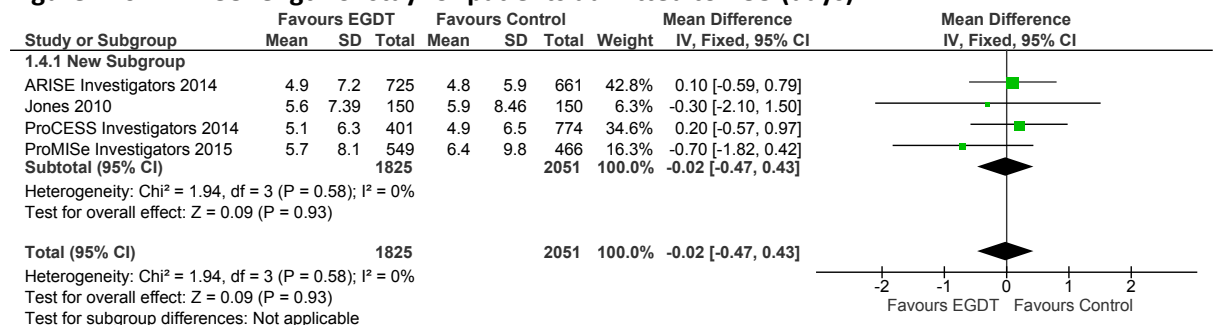 Favours EGDT Favours Control Mean Difference Mean Difference
Study or Subgroup Mean SD Total Mean SD Total Weight IV, Fixed, 95% CI IV, Fixed, 95% CI
1.4.1 New Subgroup
ARISE Investigators 2014 4.9 7.2 725 4.8 5.9 661 42.8% 0.10 [-0.59, 0.79]
Jones 2010 5.6 7.39 150 5.9 8.46 150 6.3% -0.30 [-2.10, 1.50]
ProCESS Investigators 2014 5.1 6.3 401 4.9 6.5 774 34.6% 0.20 [-0.57, 0.97]
ProMISe Investigators 2015 5.7 8.1 549 6.4 9.8 466 16.3% -0.70 [-1.82, 0.42]
Subtotal (95% CI) 1825 2051 100.0% -0.02 [-0.47, 0.43]
Heterogeneity: Chi² = 1.94, df = 3 (P = 0.58); I² = 0%
Test for overall effect: Z = 0.09 (P = 0.93)
Total (95% CI) 1825 2051 100.0% -0.02 [-0.47, 0.43]
Heterogeneity: Chi² = 1.94, df = 3 (P = 0.58); I² = 0%
Test for overall effect: Z = 0.09 (P = 0.93)
Test for subgroup differences: Not applicable
-2 -1 0 1 2
Favours EGDT Favours Control